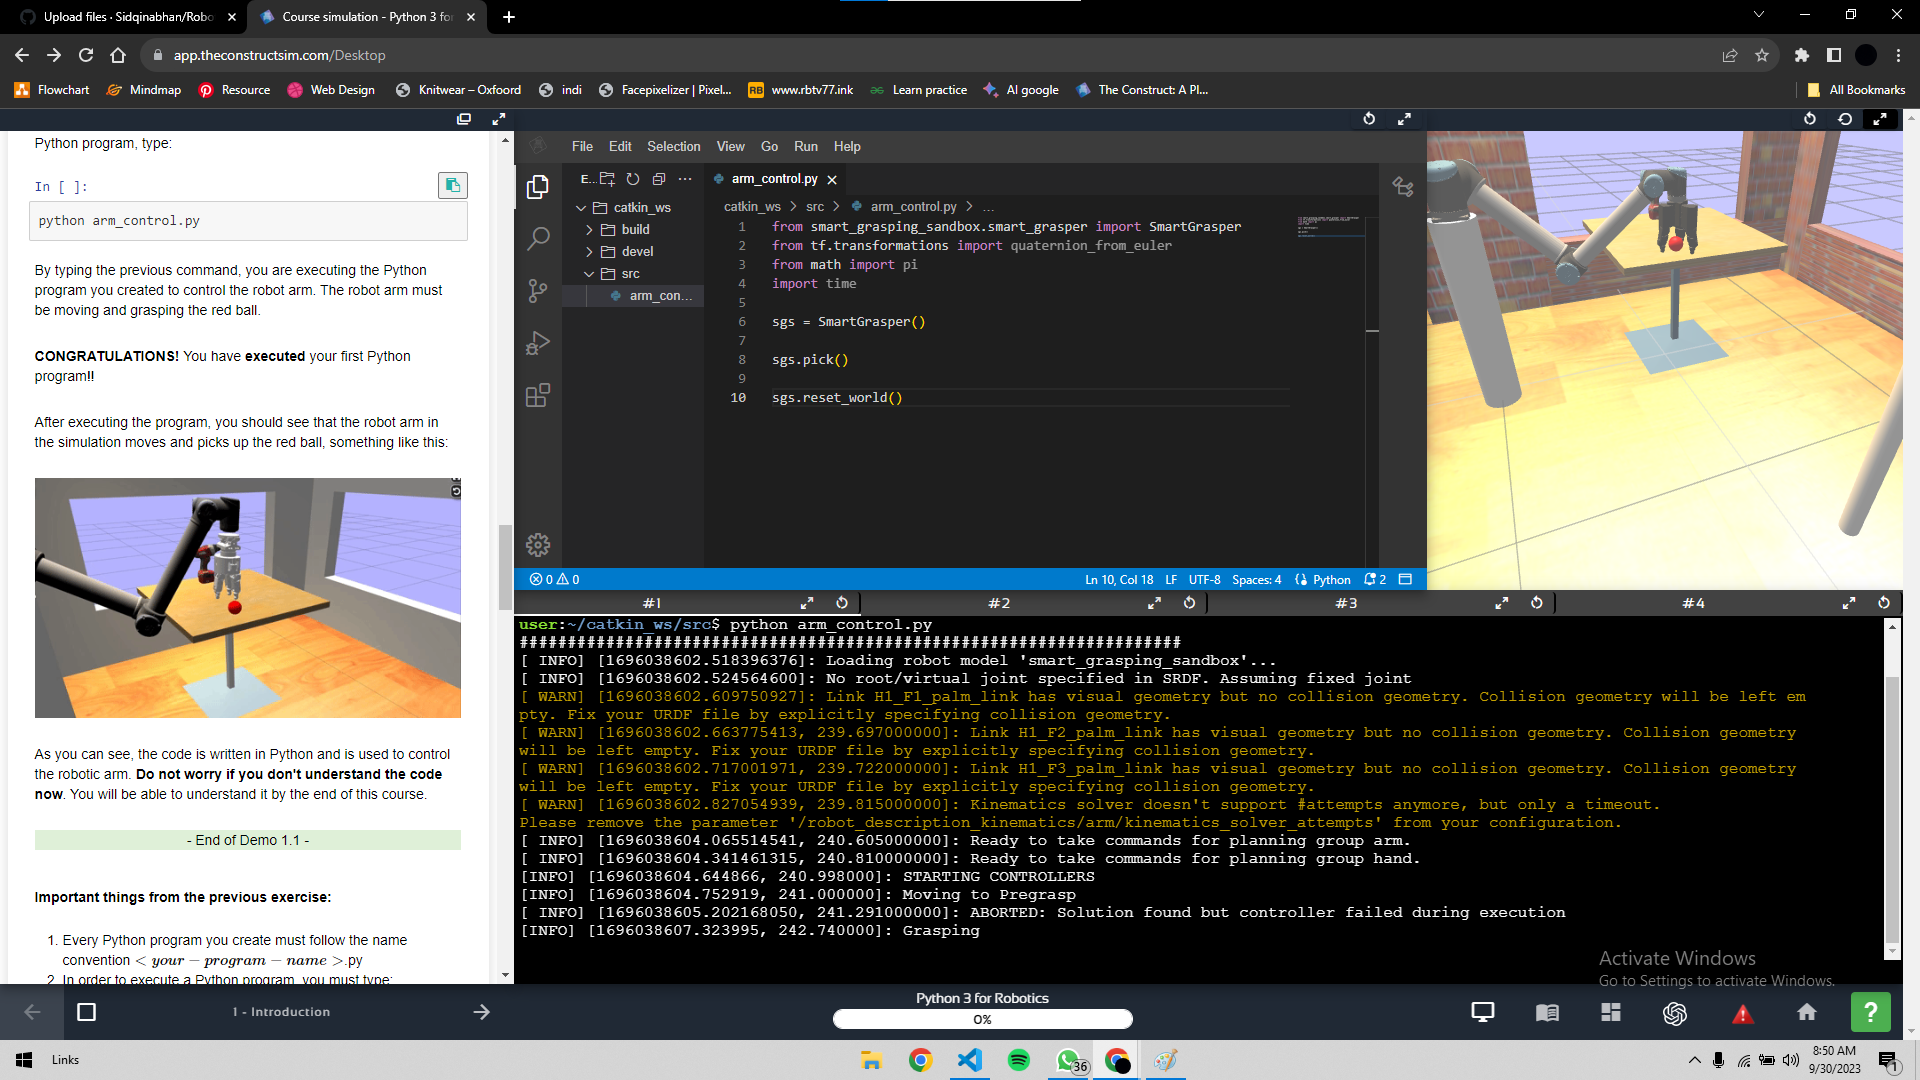 Upload files · Sidqinabhan/Robo
Course simulation - Python 3 for
app.theconstructsim.com/Desktop
Flowchart
Mindmap
Resource
Web Design
Knitwear – Oxfoord
indi
Facepixelizer | Pixel...
RB
www.rbtv77.ink
Learn practice
AI google
The Construct: A Pl...
All Bookmarks
Python program, type:
In [ ]:
python arm_control.py
By typing the previous command, you are executing the Python
program you created to control the robot arm. The robot arm must
be moving and grasping the red ball.
CONGRATULATIONS! You have executed your first Python
program!!
After executing the program, you should see that the robot arm in
the simulation moves and picks up the red ball, something like this:
As you can see, the code is written in Python and is used to control
the robotic arm. Do not worry if you don't understand the code
now. You will be able to understand it by the end of this course.
- End of Demo 1.1 -
Important things from the previous exercise:
1. Every Python program you create must follow the name
convention < your – program – name >.py
2. In order to execute a Python program, you must type:
File Edit Selection View Go Run Help
E...
catkin_ws
build
devel
src
arm_con...
arm_control.py
catkin_ws > src > arm_control.py > ...
1 from smart_grasping_sandbox.smart_grasper import SmartGrasper
2 from tf.transformations import quaternion_from_euler
3 from math import pi
4 import time
5
6 sgs = SmartGrasper()
7
8 sgs.pick()
9
10 sgs.reset_world()
0 0
Ln 10, Col 18 LF UTF-8 Spaces: 4 Python 2
#1 #2 #3 #4
user:~/catkin_ws/src$ python arm_control.py
#####################################################################
[ INFO] [1696038602.518396376]: Loading robot model 'smart_grasping_sandbox'...
[ INFO] [1696038602.524564600]: No root/virtual joint specified in SRDF. Assuming fixed joint
[ WARN] [1696038602.609750927]: Link H1_F1_palm_link has visual geometry but no collision geometry. Collision geometry will be left em
pty. Fix your URDF file by explicitly specifying collision geometry.
[ WARN] [1696038602.663775413, 239.697000000]: Link H1_F2_palm_link has visual geometry but no collision geometry. Collision geometry
will be left empty. Fix your URDF file by explicitly specifying collision geometry.
[ WARN] [1696038602.717001971, 239.722000000]: Link H1_F3_palm_link has visual geometry but no collision geometry. Collision geometry
will be left empty. Fix your URDF file by explicitly specifying collision geometry.
[ WARN] [1696038602.827054939, 239.815000000]: Kinematics solver doesn't support #attempts anymore, but only a timeout.
Please remove the parameter '/robot_description_kinematics/arm/kinematics_solver_attempts' from your configuration.
[ INFO] [1696038604.065514541, 240.605000000]: Ready to take commands for planning group arm.
[ INFO] [1696038604.341461315, 240.810000000]: Ready to take commands for planning group hand.
[INFO] [1696038604.644866, 240.998000]: STARTING CONTROLLERS
[INFO] [1696038604.752919, 241.000000]: Moving to Pregrasp
[ INFO] [1696038605.202168050, 241.291000000]: ABORTED: Solution found but controller failed during execution
[INFO] [1696038607.323995, 242.740000]: Grasping
Activate Windows
Go to Settings to activate Windows.
1 - Introduction
Python 3 for Robotics
0%
?
Links
36
8:50 AM
9/30/2023
1